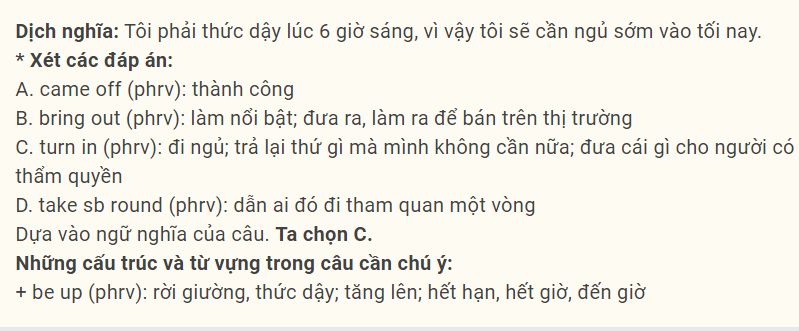 Dịch nghĩa: Tôi phải thức dậy lúc 6 giờ sáng, vì vậy tôi sẽ cần ngủ sớm vào tối nay.
* Xét các đáp án:
A. came off (phrv): thành công
B. bring out (phrv): làm nổi bật; đưa ra, làm ra để bán trên thị trường
C. turn in (phrv): đi ngủ; trả lại thứ gì mà mình không cần nữa; đưa cái gì cho người có
thẩm quyền
D. take sb round (phrv): dẫn ai đó đi tham quan một vòng
Dựa vào ngữ nghĩa của câu. Ta chọn C.
Những cấu trúc và từ vựng trong câu cần chú ý:
+ be up (phrv): rời giường, thức dậy; tăng lên; hết hạn, hết giờ, đến giờ